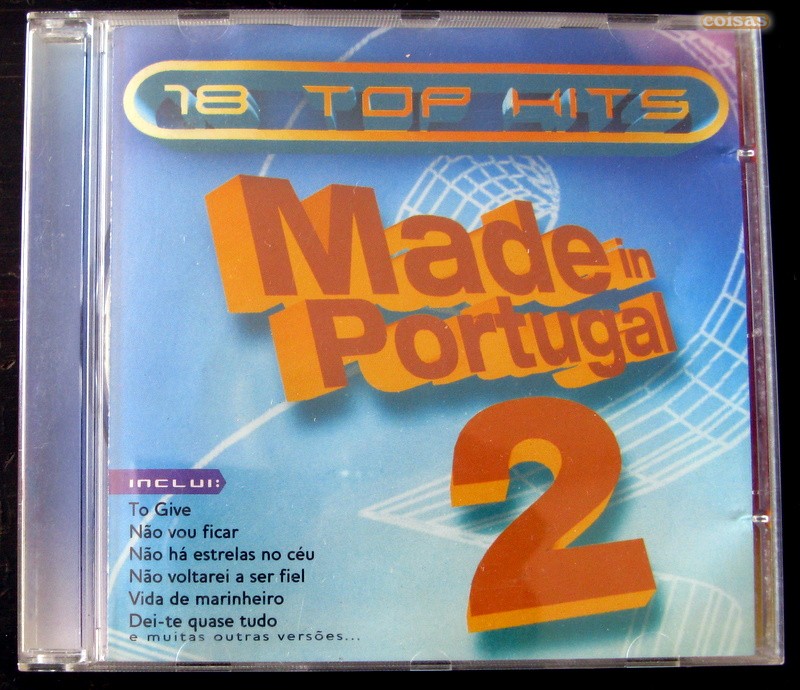 coisas
18 TOP HITS
Made in
Portugal
2
INCLUI:
To Give
Não vou ficar
Não há estrelas no céu
Não voltarei a ser fiel
Vida de marinheiro
Dei-te quase tudo
e muitas outras versões...